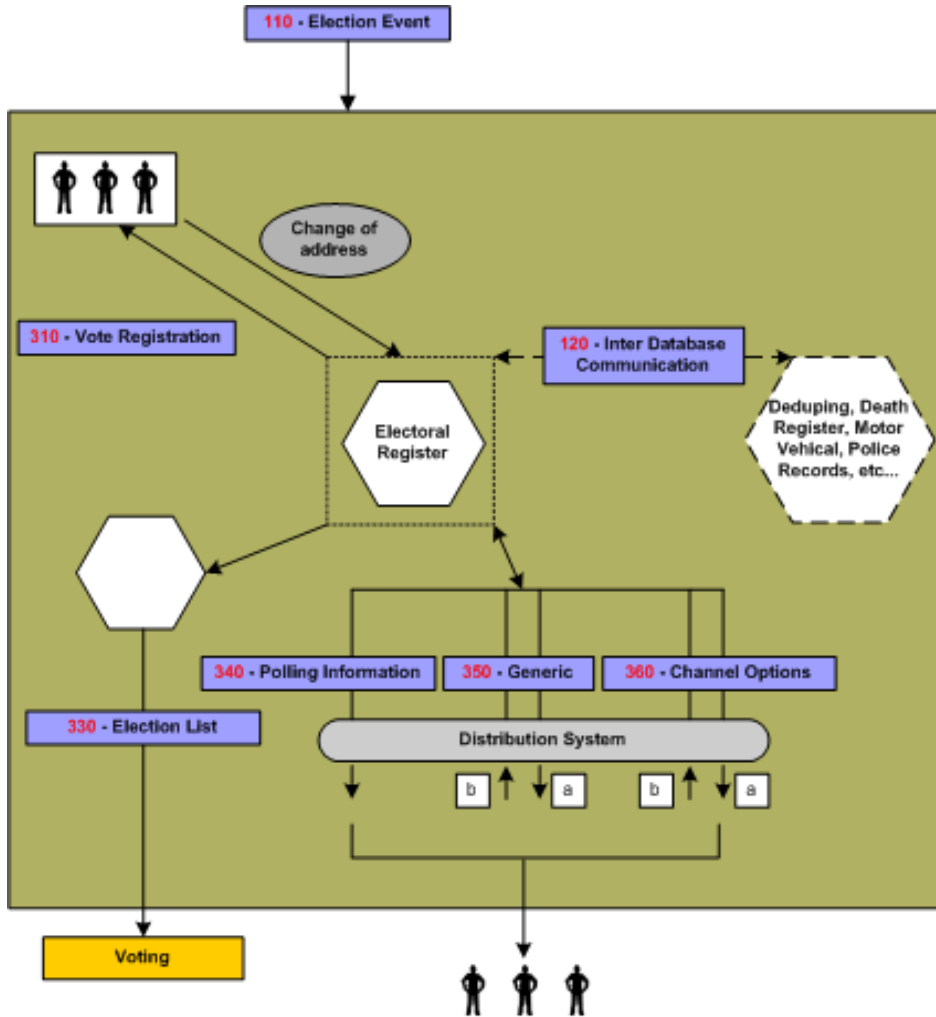 110 - Election Event
Change of
address
310 - Vote Registration
120 - Inter Database
Communication
Electoral
Register
Deduping, Death
Register, Motor
Vehical, Police
Records, etc...
340 - Polling Information
350 - Generic
360 - Channel Options
330 - Election List
Distribution System
b
a
b
a
Voting